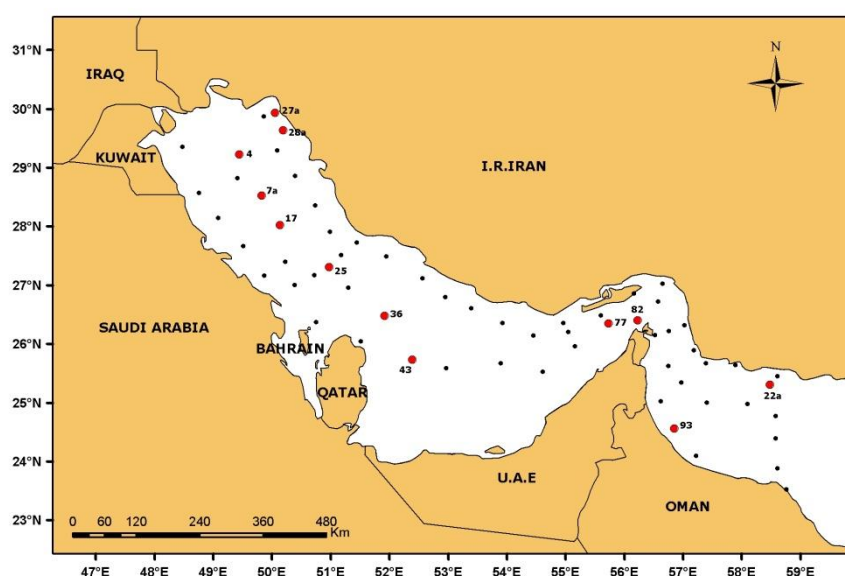 N
31°N
30°N
29°N
28°N
27°N
26°N
25°N
24°N
23°N
IRAQ
KUWAIT
I.R.IRAN
SAUDI ARABIA
BAHRAIN
QATAR
U.A.E
OMAN
27a
28a
4
7a
17
25
36
43
77
82
22a
93
0 60 120 240 360 480 Km
47°E 48°E 49°E 50°E 51°E 52°E 53°E 54°E 55°E 56°E 57°E 58°E 59°E